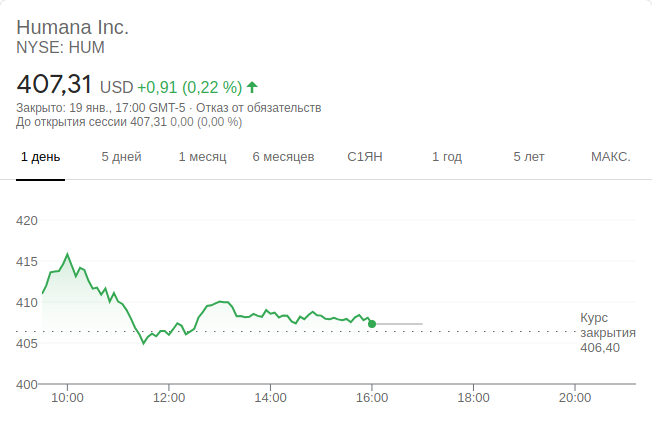 Humana Inc.
NYSE: HUM
407,31 USD +0,91 (0,22 %)
Закрыто: 19 янв., 17:00 GMT-5 · Отказ от обязательств
До открытия сессии 407,31 0,00 (0,00 %)
1 день 5 дней 1 месяц 6 месяцев С1ЯН 1 год 5 лет МАКС.
420
415
410
405
400
Курс
закрытия
406,40
10:00 12:00 14:00 16:00 18:00 20:00